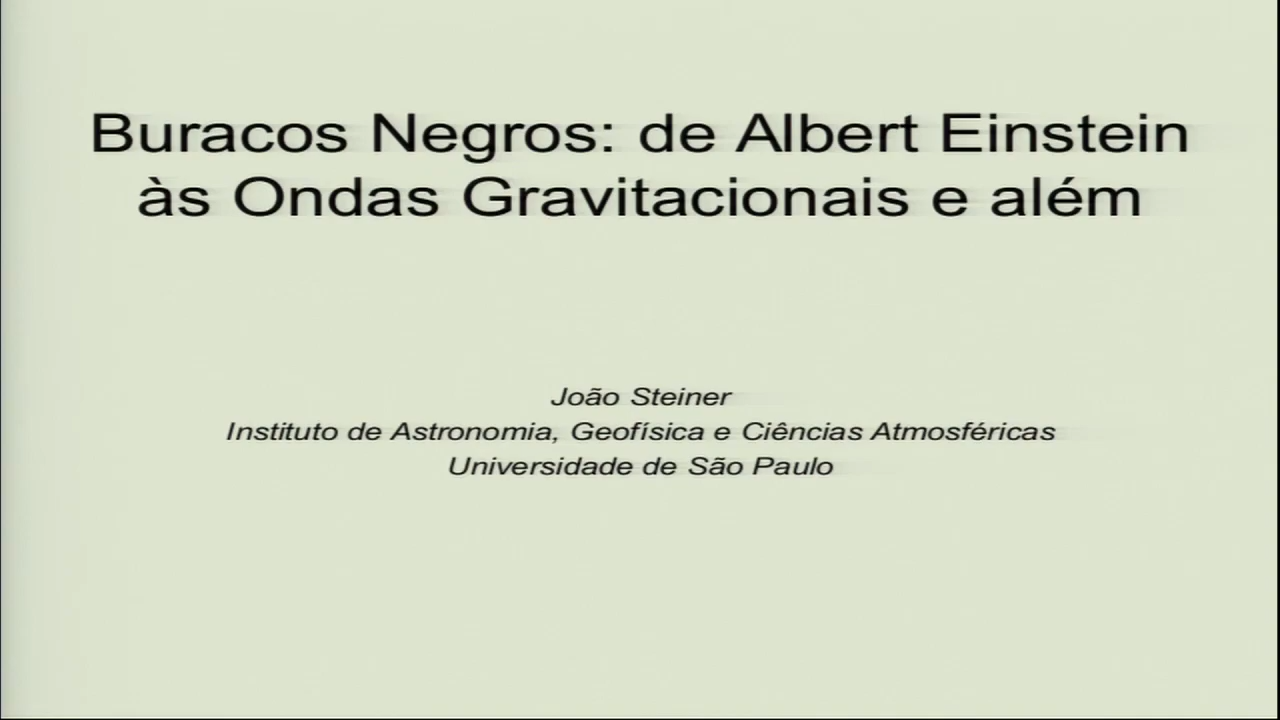 Buracos Negros: de Albert Einstein
às Ondas Gravitacionais e além
João Steiner
Instituto de Astronomia, Geofísica e Ciências Atmosféricas
Universidade de São Paulo